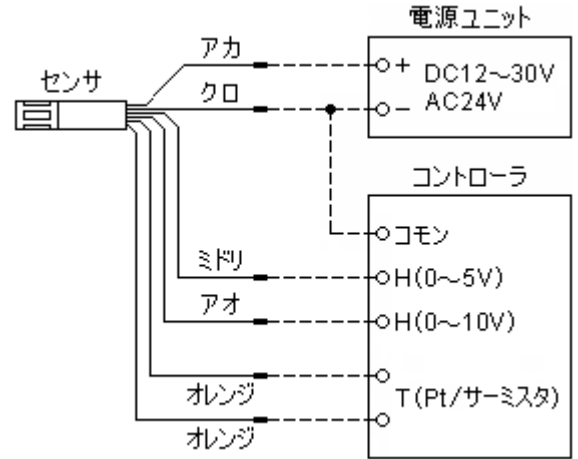 電源ユニット
アカ
+
DC12～30V
センサ
クロ
-
AC24V
コントローラ
コモン
ミドリ
H(0～5V)
アオ
H(0～10V)
オレンジ
T(Pt/サーミスタ)
オレンジ